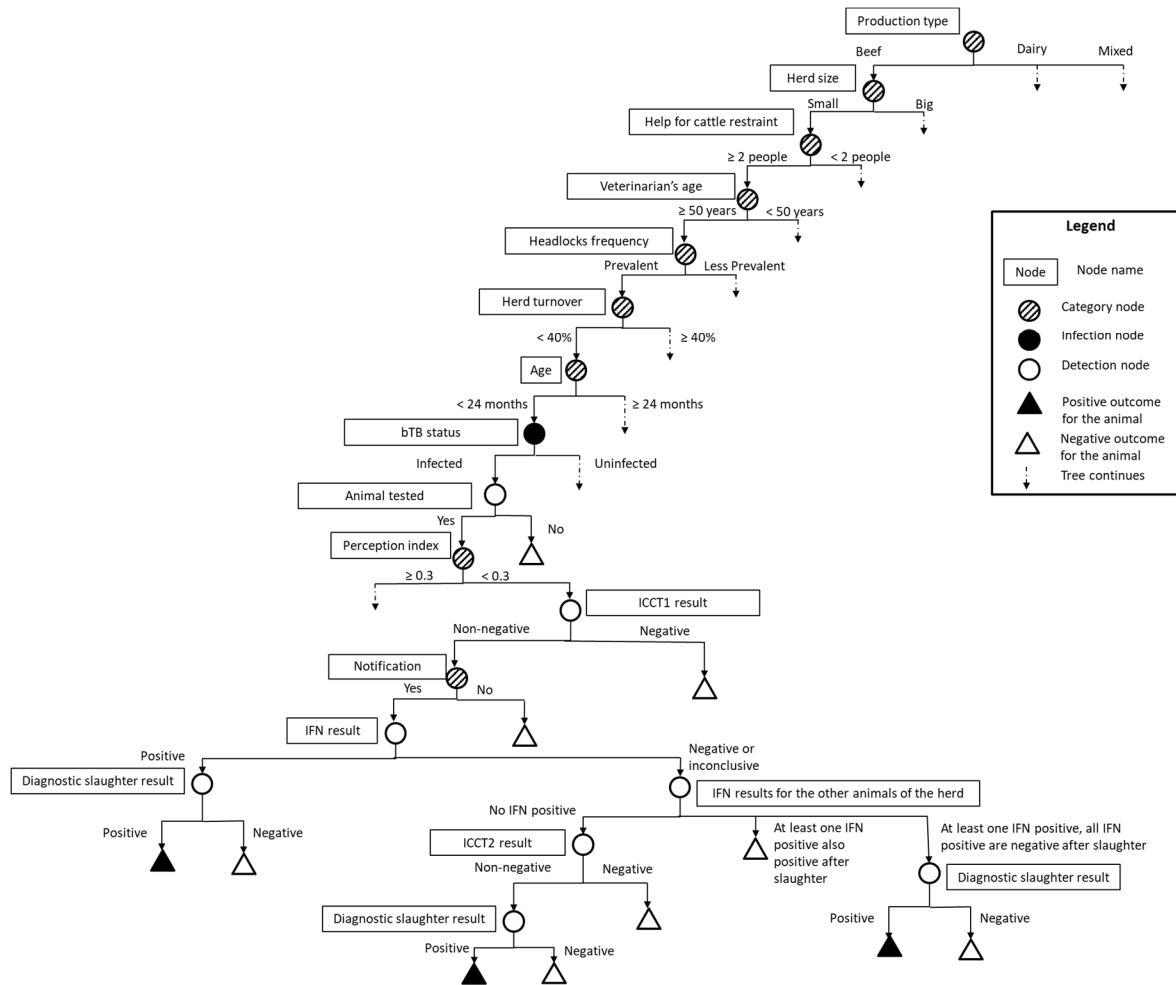 Production type
Beef
Dairy
Mixed
Herd size
Small
Big
Help for cattle restraint
≥ 2 people
< 2 people
Veterinarian's age
≥ 50 years
< 50 years
Headlocks frequency
Prevalent
Less Prevalent
Herd turnover
< 40%
≥ 40%
Age
< 24 months
≥ 24 months
bTB status
Infected
Uninfected
Animal tested
Yes
No
Perception index
≥ 0.3
< 0.3
ICCT1 result
Non-negative
Negative
Notification
Yes
No
IFN result
Positive
Negative or
inconclusive
Diagnostic slaughter result
Positive
Negative
IFN results for the other animals of the herd
No IFN positive
At least one IFN
positive also
positive after
slaughter
At least one IFN positive, all IFN
positive are negative after slaughter
ICCT2 result
Non-negative
Negative
Diagnostic slaughter result
Positive
Negative
Diagnostic slaughter result
Positive
Negative
Legend
Node
Node name
Category node
Infection node
Detection node
Positive outcome
for the animal
Negative outcome
for the animal
Tree continues